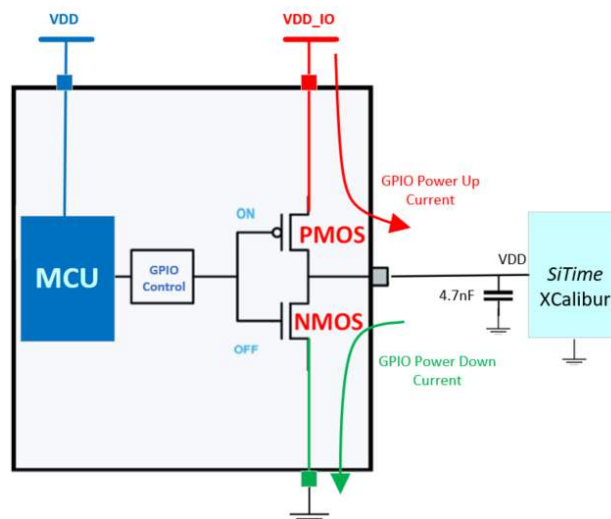 VDD
VDD_IO
GPIO Power Up
Current
ON
PMOS
MCU
GPIO
Control
VDD
SiTime
XCalibur
4.7nF
NMOS
OFF
GPIO Power Down
Current